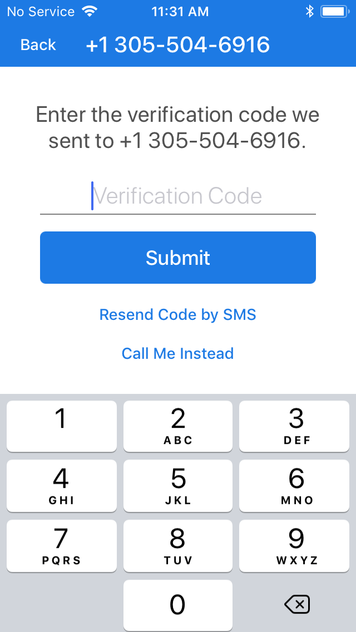 No Service 11:31 AM
Back +1 305-504-6916
Enter the verification code we
sent to +1 305-504-6916.
Verification Code
Submit
Resend Code by SMS
Call Me Instead
1 2 3
ABC DEF
4 5 6
GHI JKL MNO
7 8 9
PQRS TUV WXYZ
0